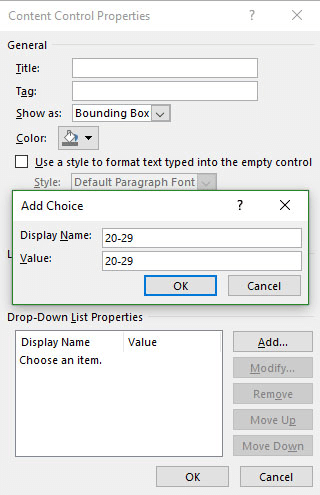 Content Control Properties ?
General
Title:
Tag:
Show as: Bounding Box
Color:
Use a style to format text typed into the empty control
Style: Default Paragraph Font
Add Choice ?
Display Name: 20-29
Value: 20-29
OK Cancel
L
Drop-Down List Properties
Display Name Value Add...
Choose an item. Modify...
Remove
Move Up
Move Down
OK Cancel